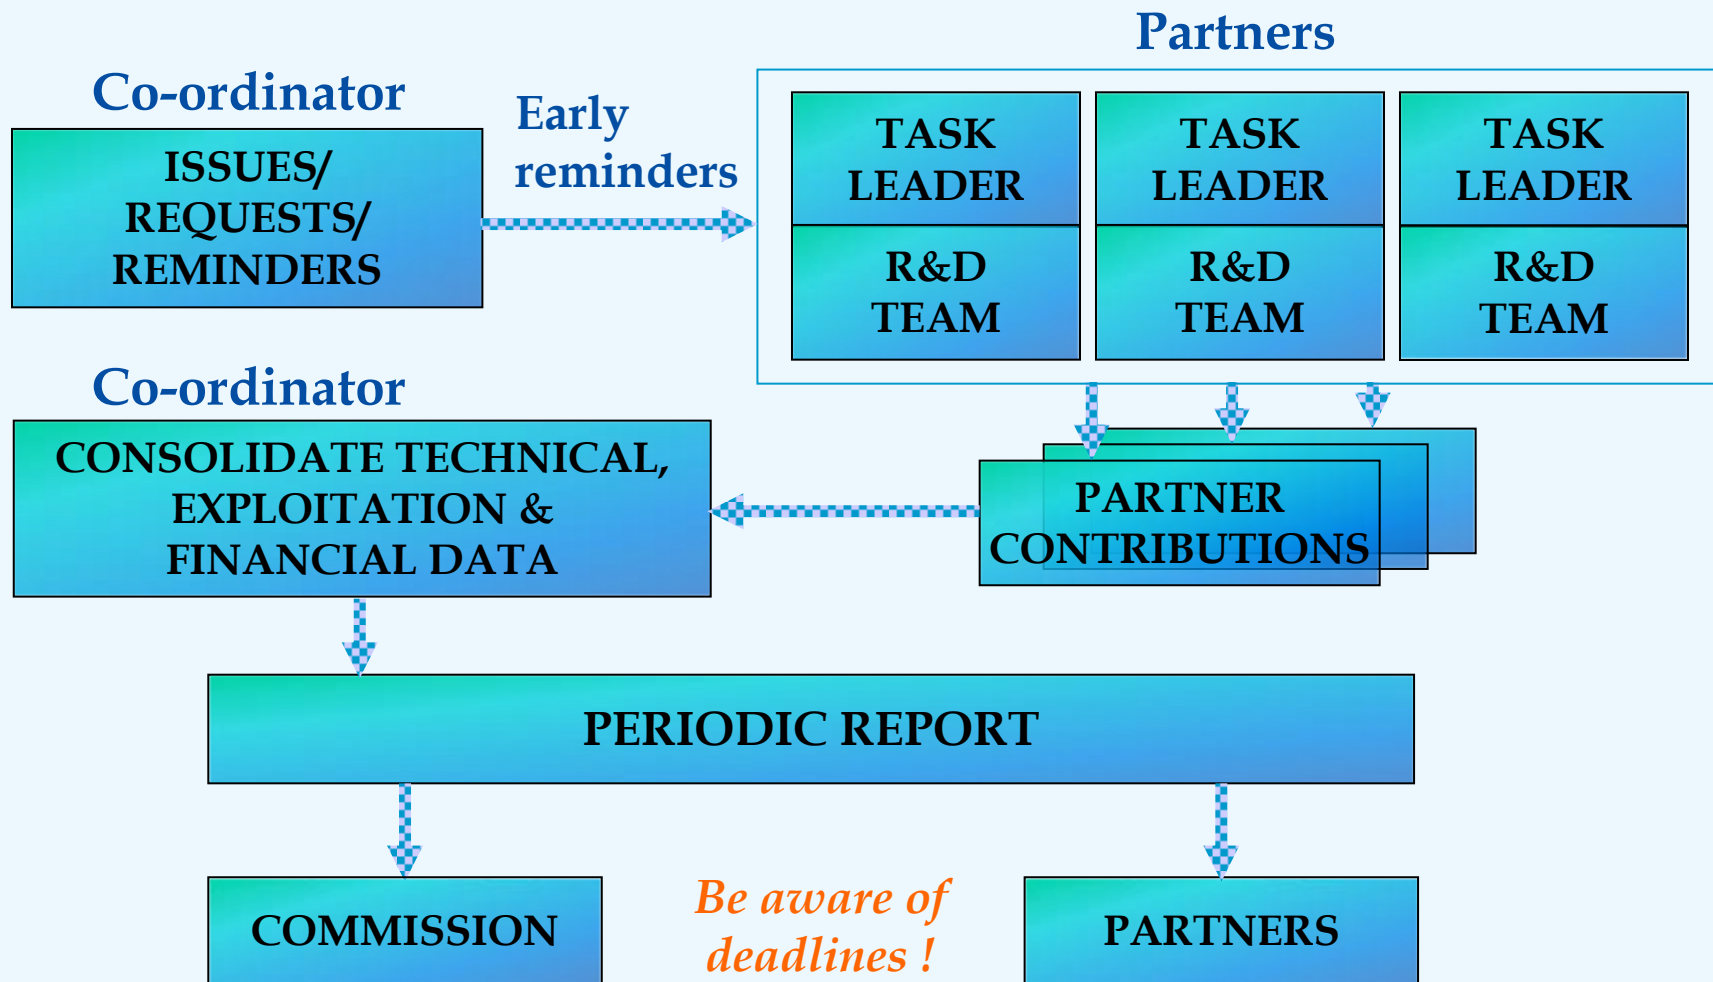 Partners
Co-ordinator
Early
reminders
ISSUES/
REQUESTS/
REMINDERS
TASK
LEADER
R&D
TEAM
TASK
LEADER
R&D
TEAM
TASK
LEADER
R&D
TEAM
Co-ordinator
CONSOLIDATE TECHNICAL,
EXPLOITATION &
FINANCIAL DATA
PARTNER
CONTRIBUTIONS
PERIODIC REPORT
COMMISSION
Be aware of
deadlines !
PARTNERS